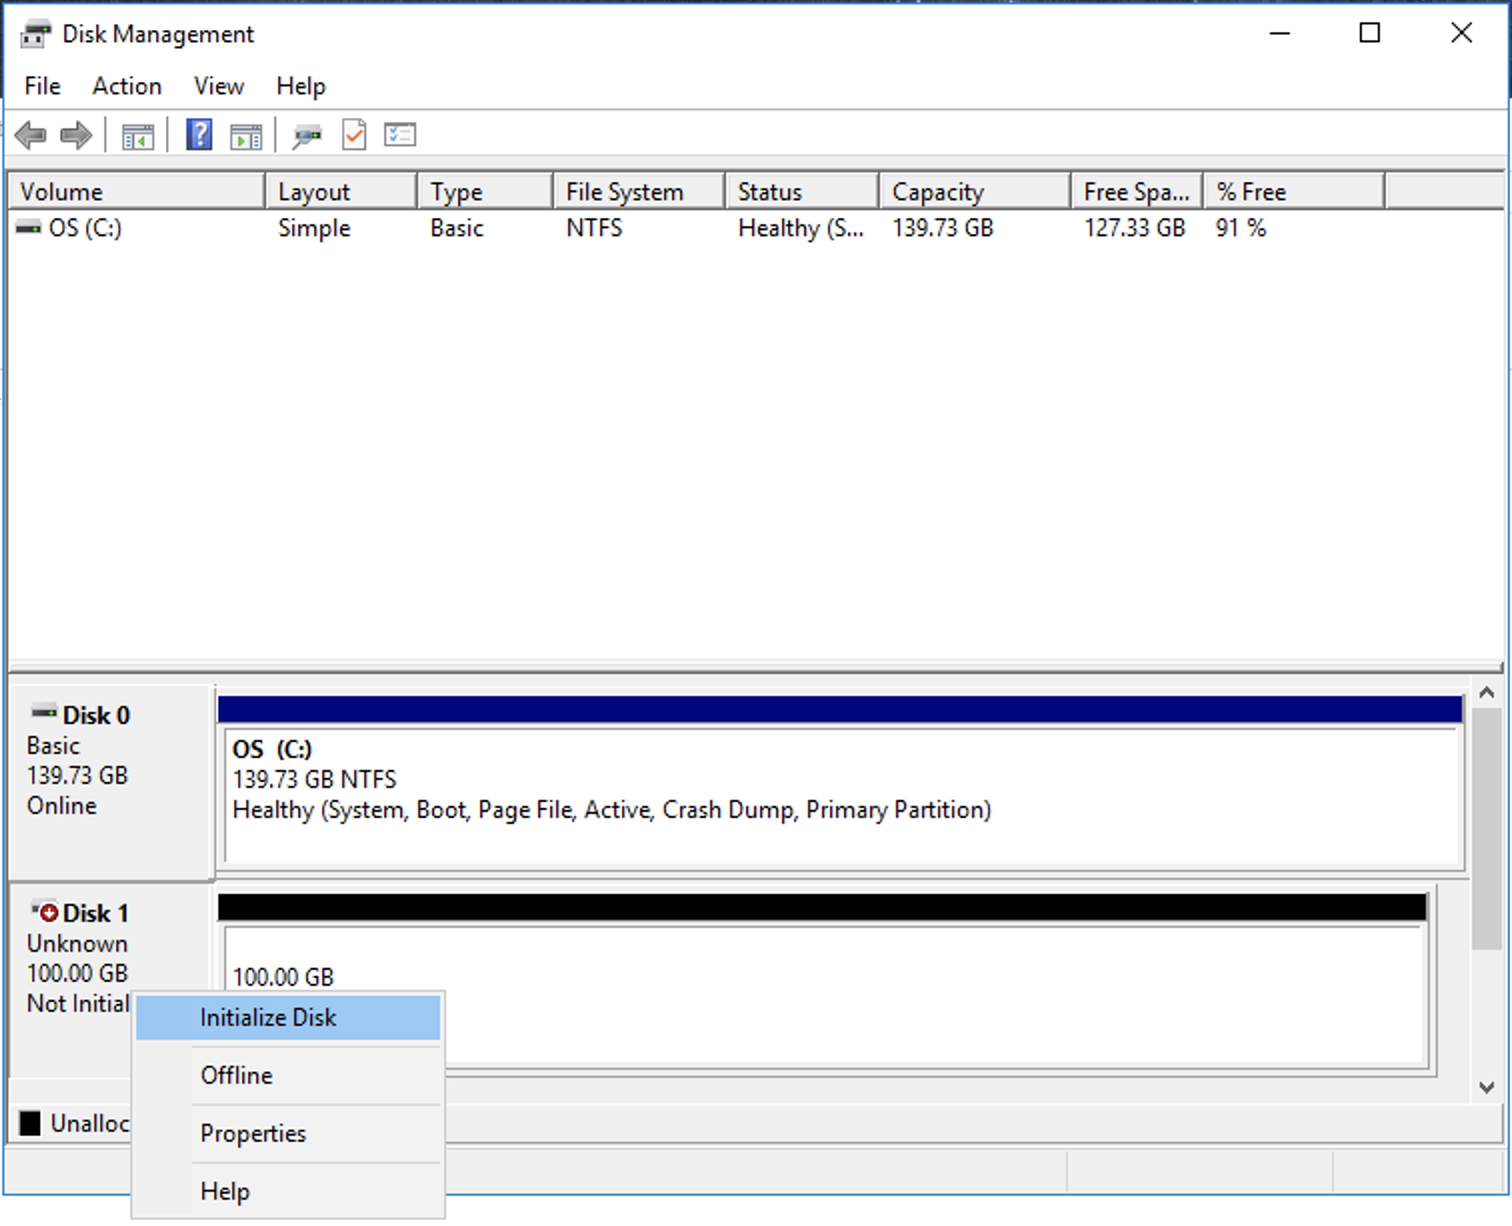 Disk Management
File Action View Help
Volume Layout Type File System Status Capacity Free Spa... % Free
OS (C:) Simple Basic NTFS Healthy (S... 139.73 GB 127.33 GB 91 %
Disk 0
Basic
139.73 GB
Online
OS (C:)
139.73 GB NTFS
Healthy (System, Boot, Page File, Active, Crash Dump, Primary Partition)
Disk 1
Unknown
100.00 GB
Not Initial
100.00 GB
Initialize Disk
Offline
Properties
Help
Unalloc